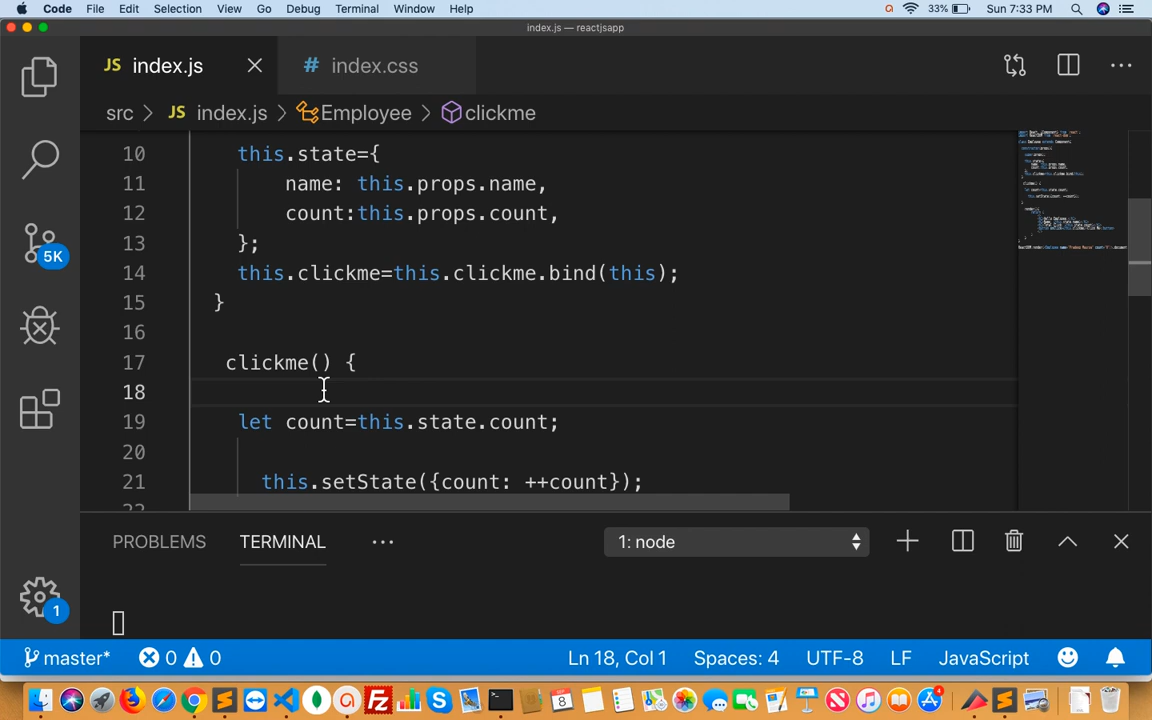 Code File Edit Selection View Go Debug Terminal Window Help 33% Sun 7:33 PM
index.js — reactjsapp
JS index.js # index.css
src > JS index.js > Employee > clickme
10 this.state={
11 name: this.props.name,
12 count:this.props.count,
13 };
14 this.clickme=this.clickme.bind(this);
15 }
16
17 clickme() {
18
19 let count=this.state.count;
20
21 this.setState({count: ++count});
5K
PROBLEMS TERMINAL ... 1: node
1
master* 0 0 Ln 18, Col 1 Spaces: 4 UTF-8 LF JavaScript